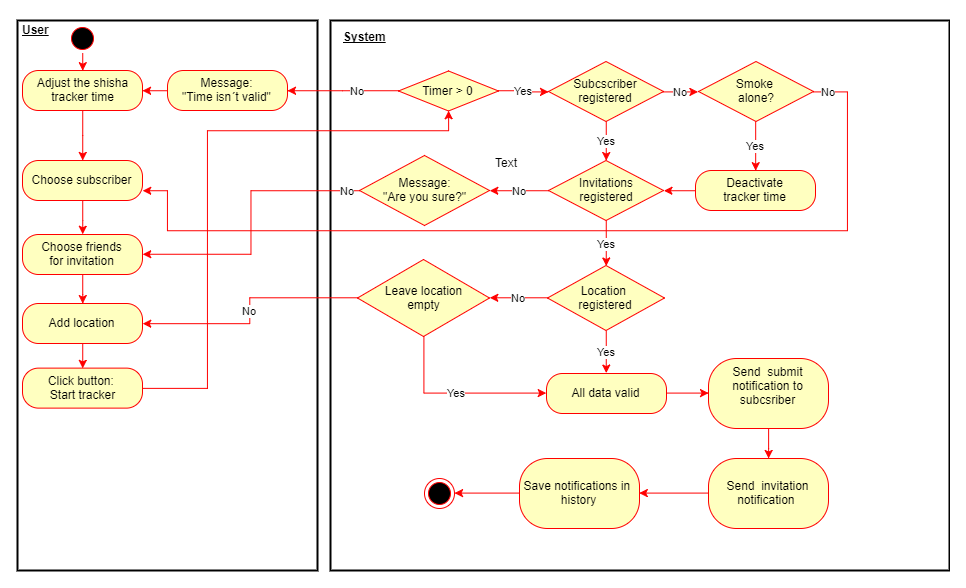 User
System
Adjust the shisha
tracker time
Message:
"Time isn´t valid"
No
Timer > 0
Yes
Subcscriber
registered
No
Smoke
alone?
No
Yes
Yes
Text
Choose subscriber
No
Message:
"Are you sure?"
No
Invitations
registered
Deactivate
tracker time
Yes
Choose friends
for invitation
Leave location
empty
No
Location
registered
No
Add location
Yes
Click button:
Start tracker
Yes
All data valid
Send  submit
notification to
subcsriber
Save notifications in
history
Send  invitation
notification